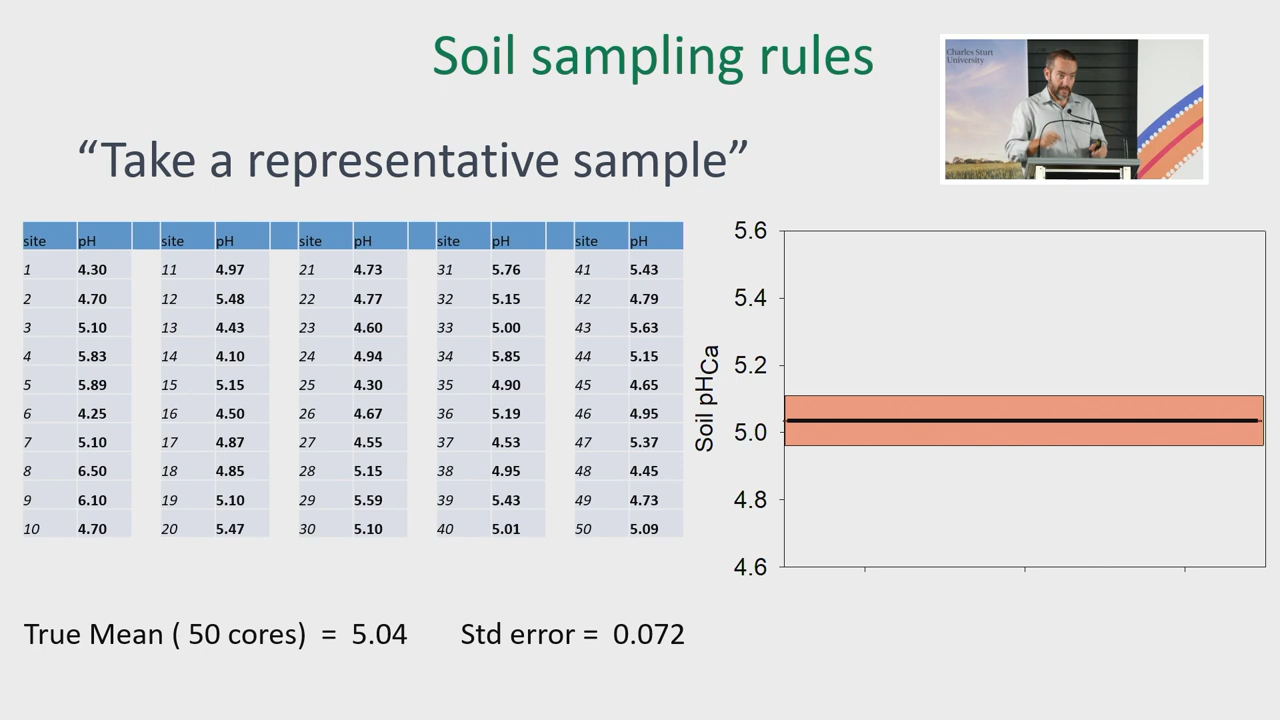 Soil sampling rules
Charles Sturt
University
“Take a representative sample”
site pH site pH site pH site pH site pH
1 4.30 11 4.97 21 4.73 31 5.76 41 5.43
2 4.70 12 5.48 22 4.77 32 5.15 42 4.79
3 5.10 13 4.43 23 4.60 33 5.00 43 5.63
4 5.83 14 4.10 24 4.94 34 5.85 44 5.15
5 5.89 15 5.15 25 4.30 35 4.90 45 4.65
6 4.25 16 4.50 26 4.67 36 5.19 46 4.95
7 5.10 17 4.87 27 4.55 37 4.53 47 5.37
8 6.50 18 4.85 28 5.15 38 4.95 48 4.45
9 6.10 19 5.10 29 5.59 39 5.43 49 4.73
10 4.70 20 5.47 30 5.10 40 5.01 50 5.09
Soil pHCa
5.6
5.4
5.2
5.0
4.8
4.6
True Mean ( 50 cores) = 5.04 Std error = 0.072